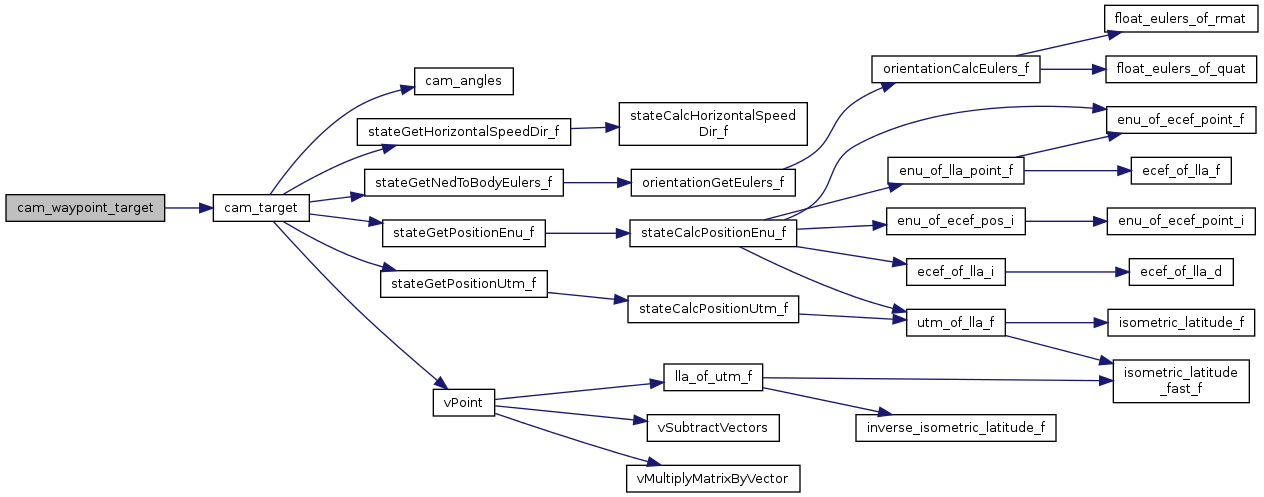 cam_waypoint_target
cam_target
cam_angles
stateGetHorizontalSpeedDir_f
stateCalcHorizontalSpeed
Dir_f
stateGetNedToBodyEulers_f
orientationGetEulers_f
orientationCalcEulers_f
float_eulers_of_rmat
float_eulers_of_quat
stateGetPositionEnu_f
stateCalcPositionEnu_f
enu_of_ecef_point_f
enu_of_lla_point_f
ecef_of_lla_f
enu_of_ecef_pos_i
enu_of_ecef_point_i
ecef_of_lla_i
ecef_of_lla_d
stateGetPositionUtm_f
stateCalcPositionUtm_f
utm_of_lla_f
isometric_latitude_f
isometric_latitude
_fast_f
vPoint
lla_of_utm_f
inverse_isometric_latitude_f
vSubtractVectors
vMultiplyMatrixByVector